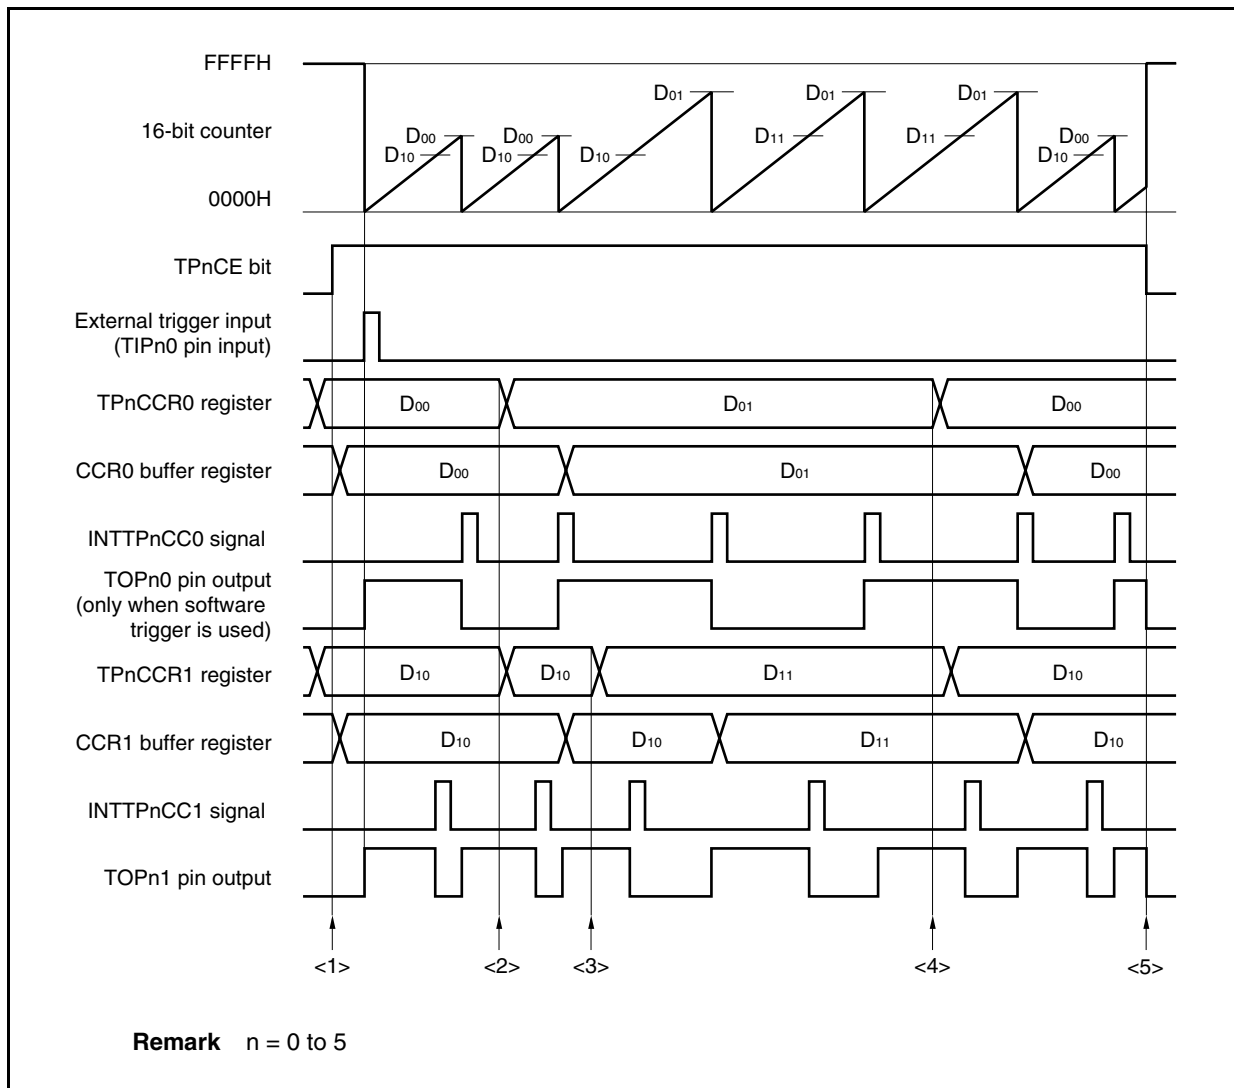 FFFFH
D01 D01 D01
16-bit counter
D00 D00 D11 D11 D00
D10 D10 D10 D10
0000H
TPnCE bit
External trigger input
(TIPn0 pin input)
TPnCCR0 register D00 D01 D00
CCR0 buffer register D00 D01 D00
INTTPnCC0 signal
TOPn0 pin output
(only when software
trigger is used)
TPnCCR1 register D10 D10 D11 D10
CCR1 buffer register D10 D10 D11 D10
INTTPnCC1 signal
TOPn1 pin output
<1> <2> <3> <4> <5>
Remark n = 0 to 5